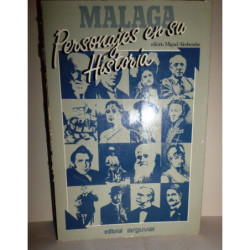 MALAGA
Personajes en su
Historia
editorial arguval